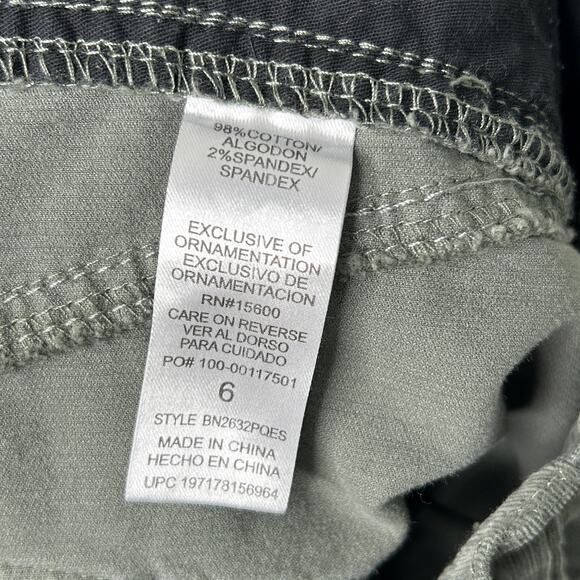 98%COTTON/
ALGODON
2%SPANDEX/
SPANDEX
EXCLUSIVE OF
ORNAMENTATION
EXCLUSIVO DE
ORNAMENTACION
RN#15600
CARE ON REVERSE
VER AL DORSO
PARA CUIDADO
PO# 100-00117501
6
STYLE BN2632PQES
MADE IN CHINA
HECHO EN CHINA
UPC 197178156964